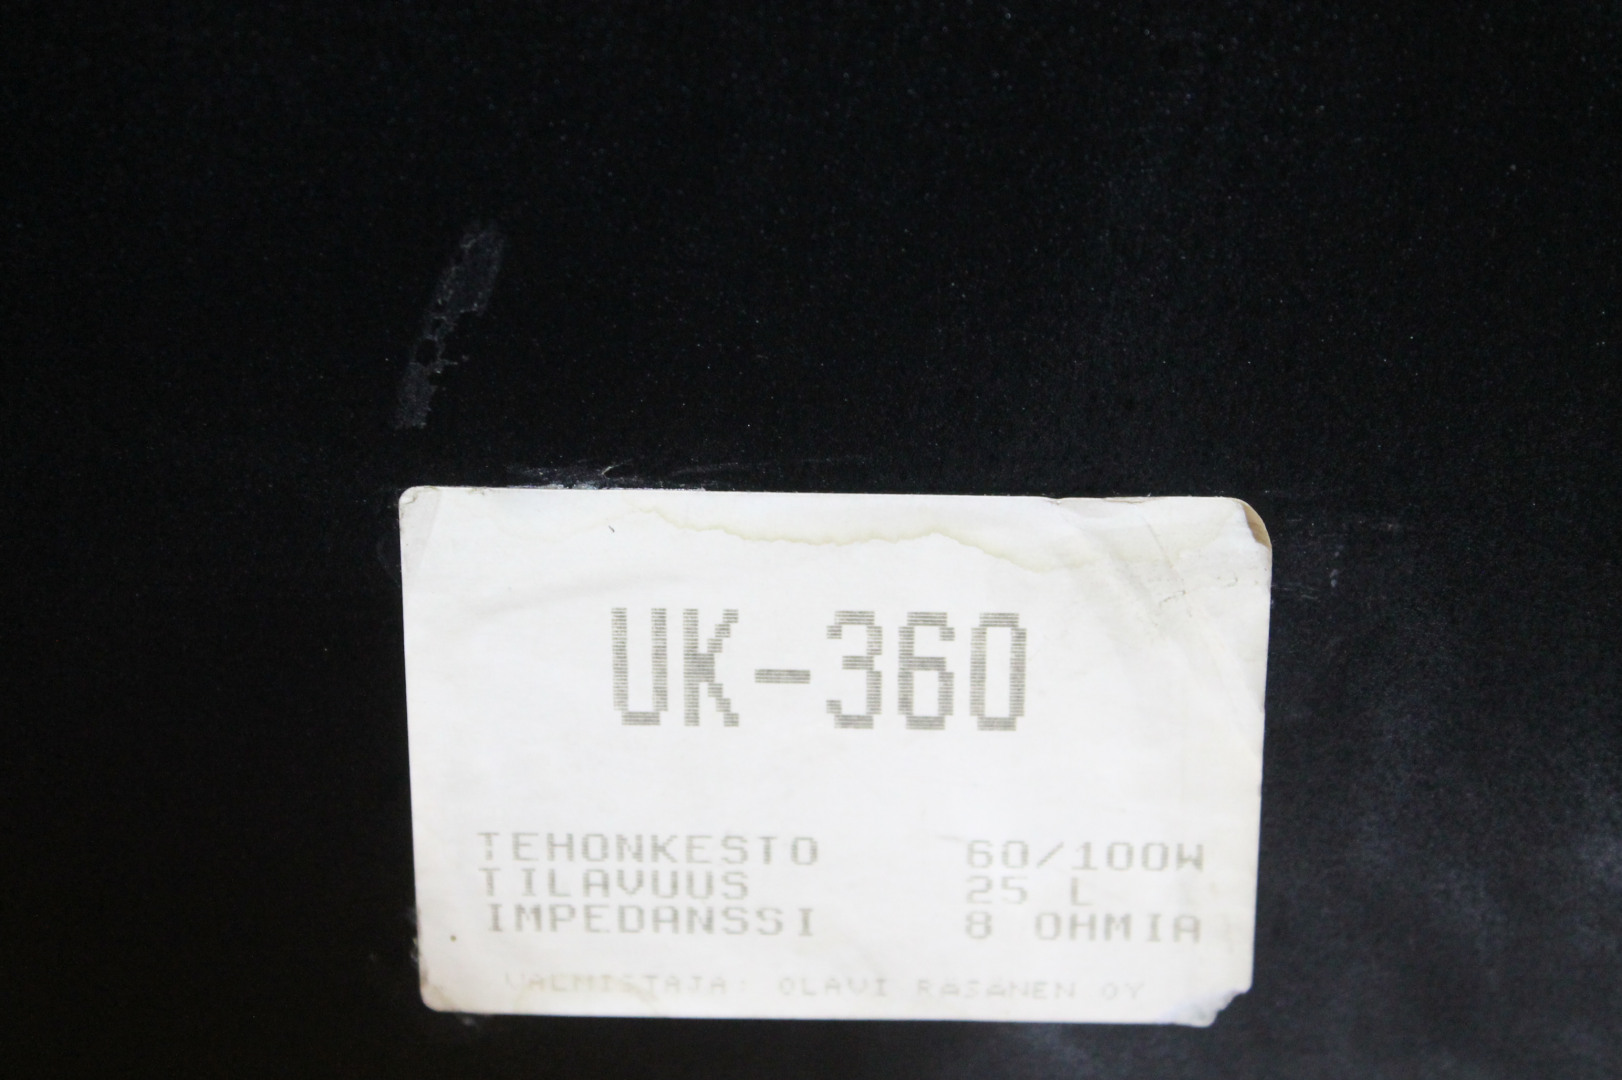 UK-360
TEHONKESTO 60/100W
TILAVUUS 25 L
IMPEDANSSI 8 OHMIA
VALMISTAJA: OLAVI RASANEN OY